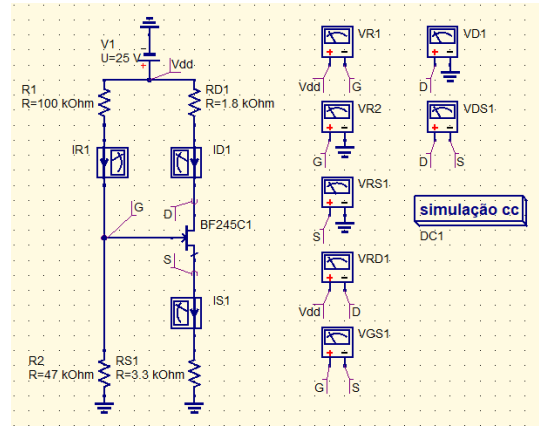 V1
U=25 V
Vdd
R1
R=100 kOhm
RD1
R=1.8 kOhm
IR1
ID1
G
D
BF245C1
S
IS1
R2
R=47 kOhm
RS1
R=3.3 kOhm
VR1
Vdd
G
VD1
D
VR2
G
VDS1
D
S
VRS1
S
simulação cc
DC1
VRD1
Vdd
D
VGS1
G
S